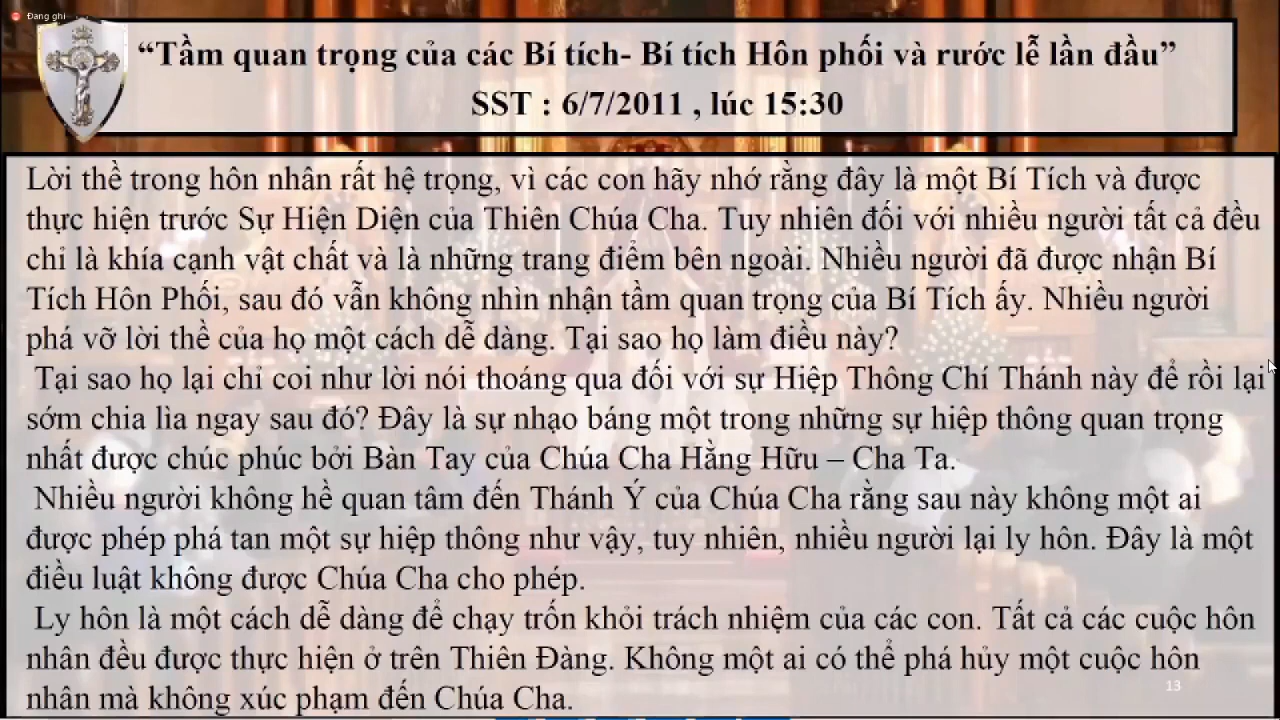 Đang ghi
“Tầm quan trọng của các Bí tích- Bí tích Hôn phối và rước lễ lần đầu”
SST : 6/7/2011 , lúc 15:30
Lời thề trong hôn nhân rất hệ trọng, vì các con hãy nhớ rằng đây là một Bí Tích và được
thực hiện trước Sự Hiện Diện của Thiên Chúa Cha. Tuy nhiên đối với nhiều người tất cả đều
chỉ là khía cạnh vật chất và là những trang điểm bên ngoài. Nhiều người đã được nhận Bí
Tích Hôn Phối, sau đó vẫn không nhìn nhận tầm quan trọng của Bí Tích ấy. Nhiều người
phá vỡ lời thề của họ một cách dễ dàng. Tại sao họ làm điều này?
Tại sao họ lại chỉ coi như lời nói thoáng qua đối với sự Hiệp Thông Chí Thánh này để rồi lại
sớm chia lìa ngay sau đó? Đây là sự nhạo báng một trong những sự hiệp thông quan trọng
nhất được chúc phúc bởi Bàn Tay của Chúa Cha Hằng Hữu – Cha Ta.
Nhiều người không hề quan tâm đến Thánh Ý của Chúa Cha rằng sau này không một ai
được phép phá tan một sự hiệp thông như vậy, tuy nhiên, nhiều người lại ly hôn. Đây là một
điều luật không được Chúa Cha cho phép.
Ly hôn là một cách dễ dàng để chạy trốn khỏi trách nhiệm của các con. Tất cả các cuộc hôn
nhân đều được thực hiện ở trên Thiên Đàng. Không một ai có thể phá hủy một cuộc hôn
nhân mà không xúc phạm đến Chúa Cha.
13